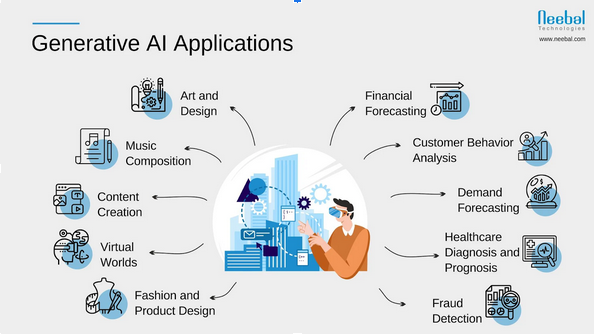 Neebal
Technologies
www.neebal.com
Generative AI Applications
Art and
Design
Music
Composition
Content
Creation
Virtual
Worlds
Fashion and
Product Design
Financial
Forecasting
Customer Behavior
Analysis
Demand
Forecasting
Healthcare
Diagnosis and
Prognosis
Fraud
Detection